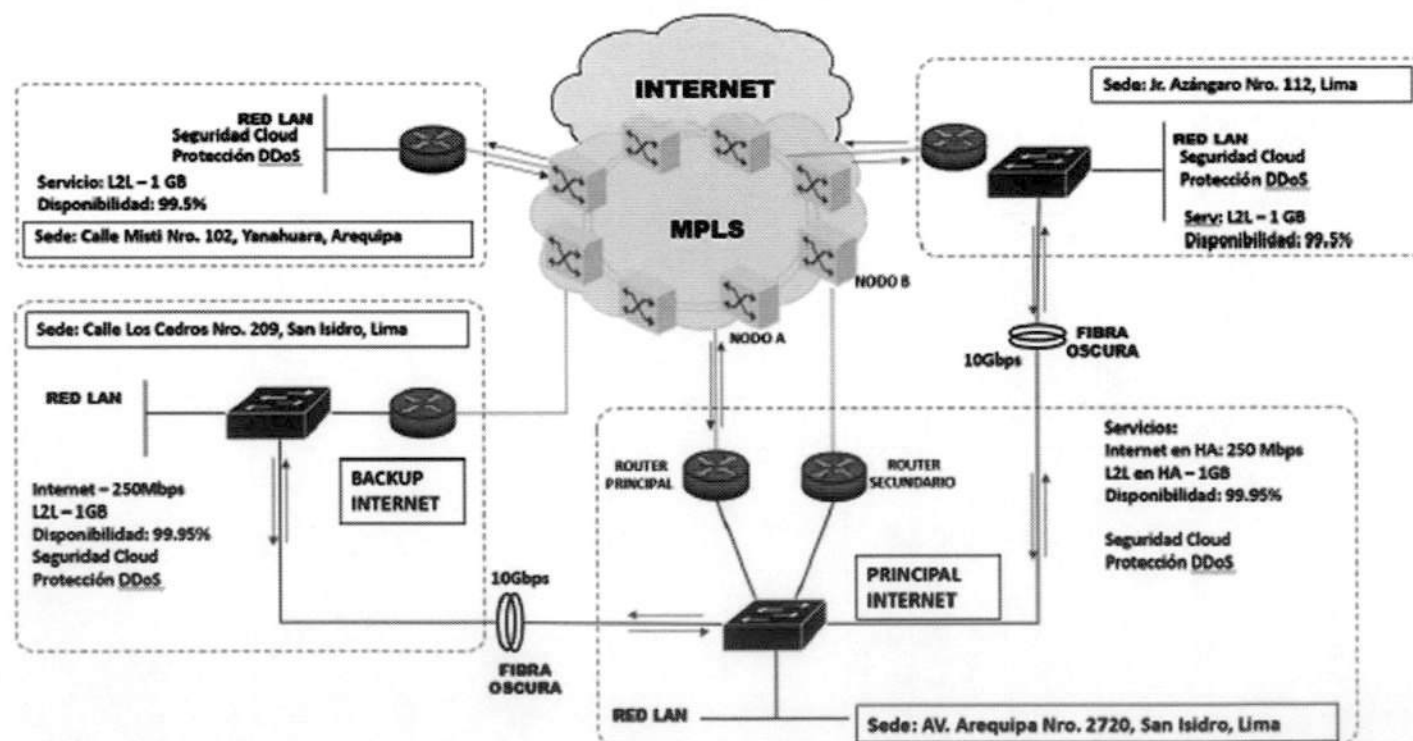 INTERNET
MPLS
NODO A
NODO B
RED LAN
Seguridad Cloud
Protección DDoS
Servicio: L2L – 1 GB
Disponibilidad: 99.5%
Sede: Calle Misti Nro. 102, Yanahuara, Arequipa
Sede: Jr. Azángaro Nro. 112, Lima
RED LAN
Seguridad Cloud
Protección DDoS
Serv: L2L – 1 GB
Disponibilidad: 99.5%
10Gbps
FIBRA
OSCURA
Sede: Calle Los Cedros Nro. 209, San Isidro, Lima
RED LAN
BACKUP
INTERNET
Internet – 250Mbps
L2L – 1GB
Disponibilidad: 99.95%
Seguridad Cloud
Protección DDoS
10Gbps
FIBRA
OSCURA
ROUTER
PRINCIPAL
ROUTER
SECUNDARIO
Servicios:
Internet en HA: 250 Mbps
L2L en HA – 1GB
Disponibilidad: 99.95%
Seguridad Cloud
Protección DDoS
PRINCIPAL
INTERNET
RED LAN
Sede: AV. Arequipa Nro. 2720, San Isidro, Lima